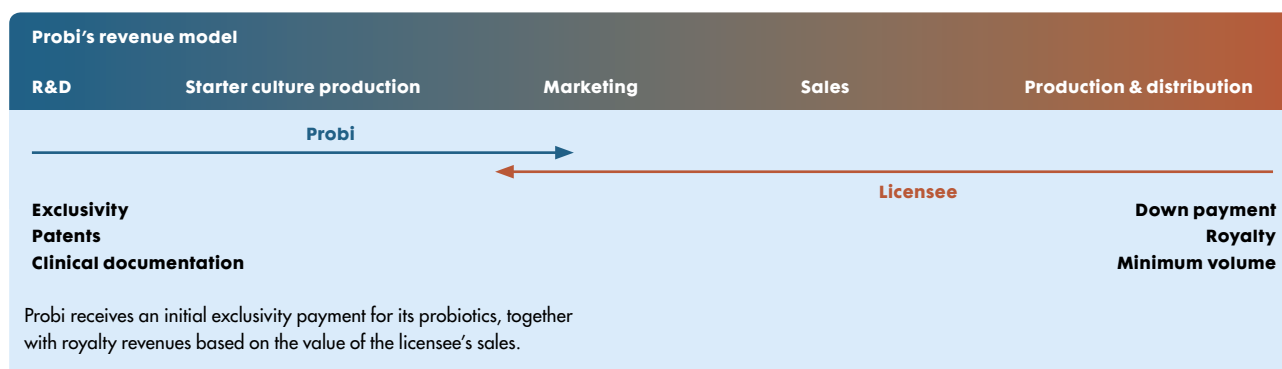 Probi's revenue model
R&D Starter culture production Marketing Sales Production & distribution
Probi
Licensee
Exclusivity Down payment
Patents Royalty
Clinical documentation Minimum volume
Probi receives an initial exclusivity payment for its probiotics, together
with royalty revenues based on the value of the licensee's sales.